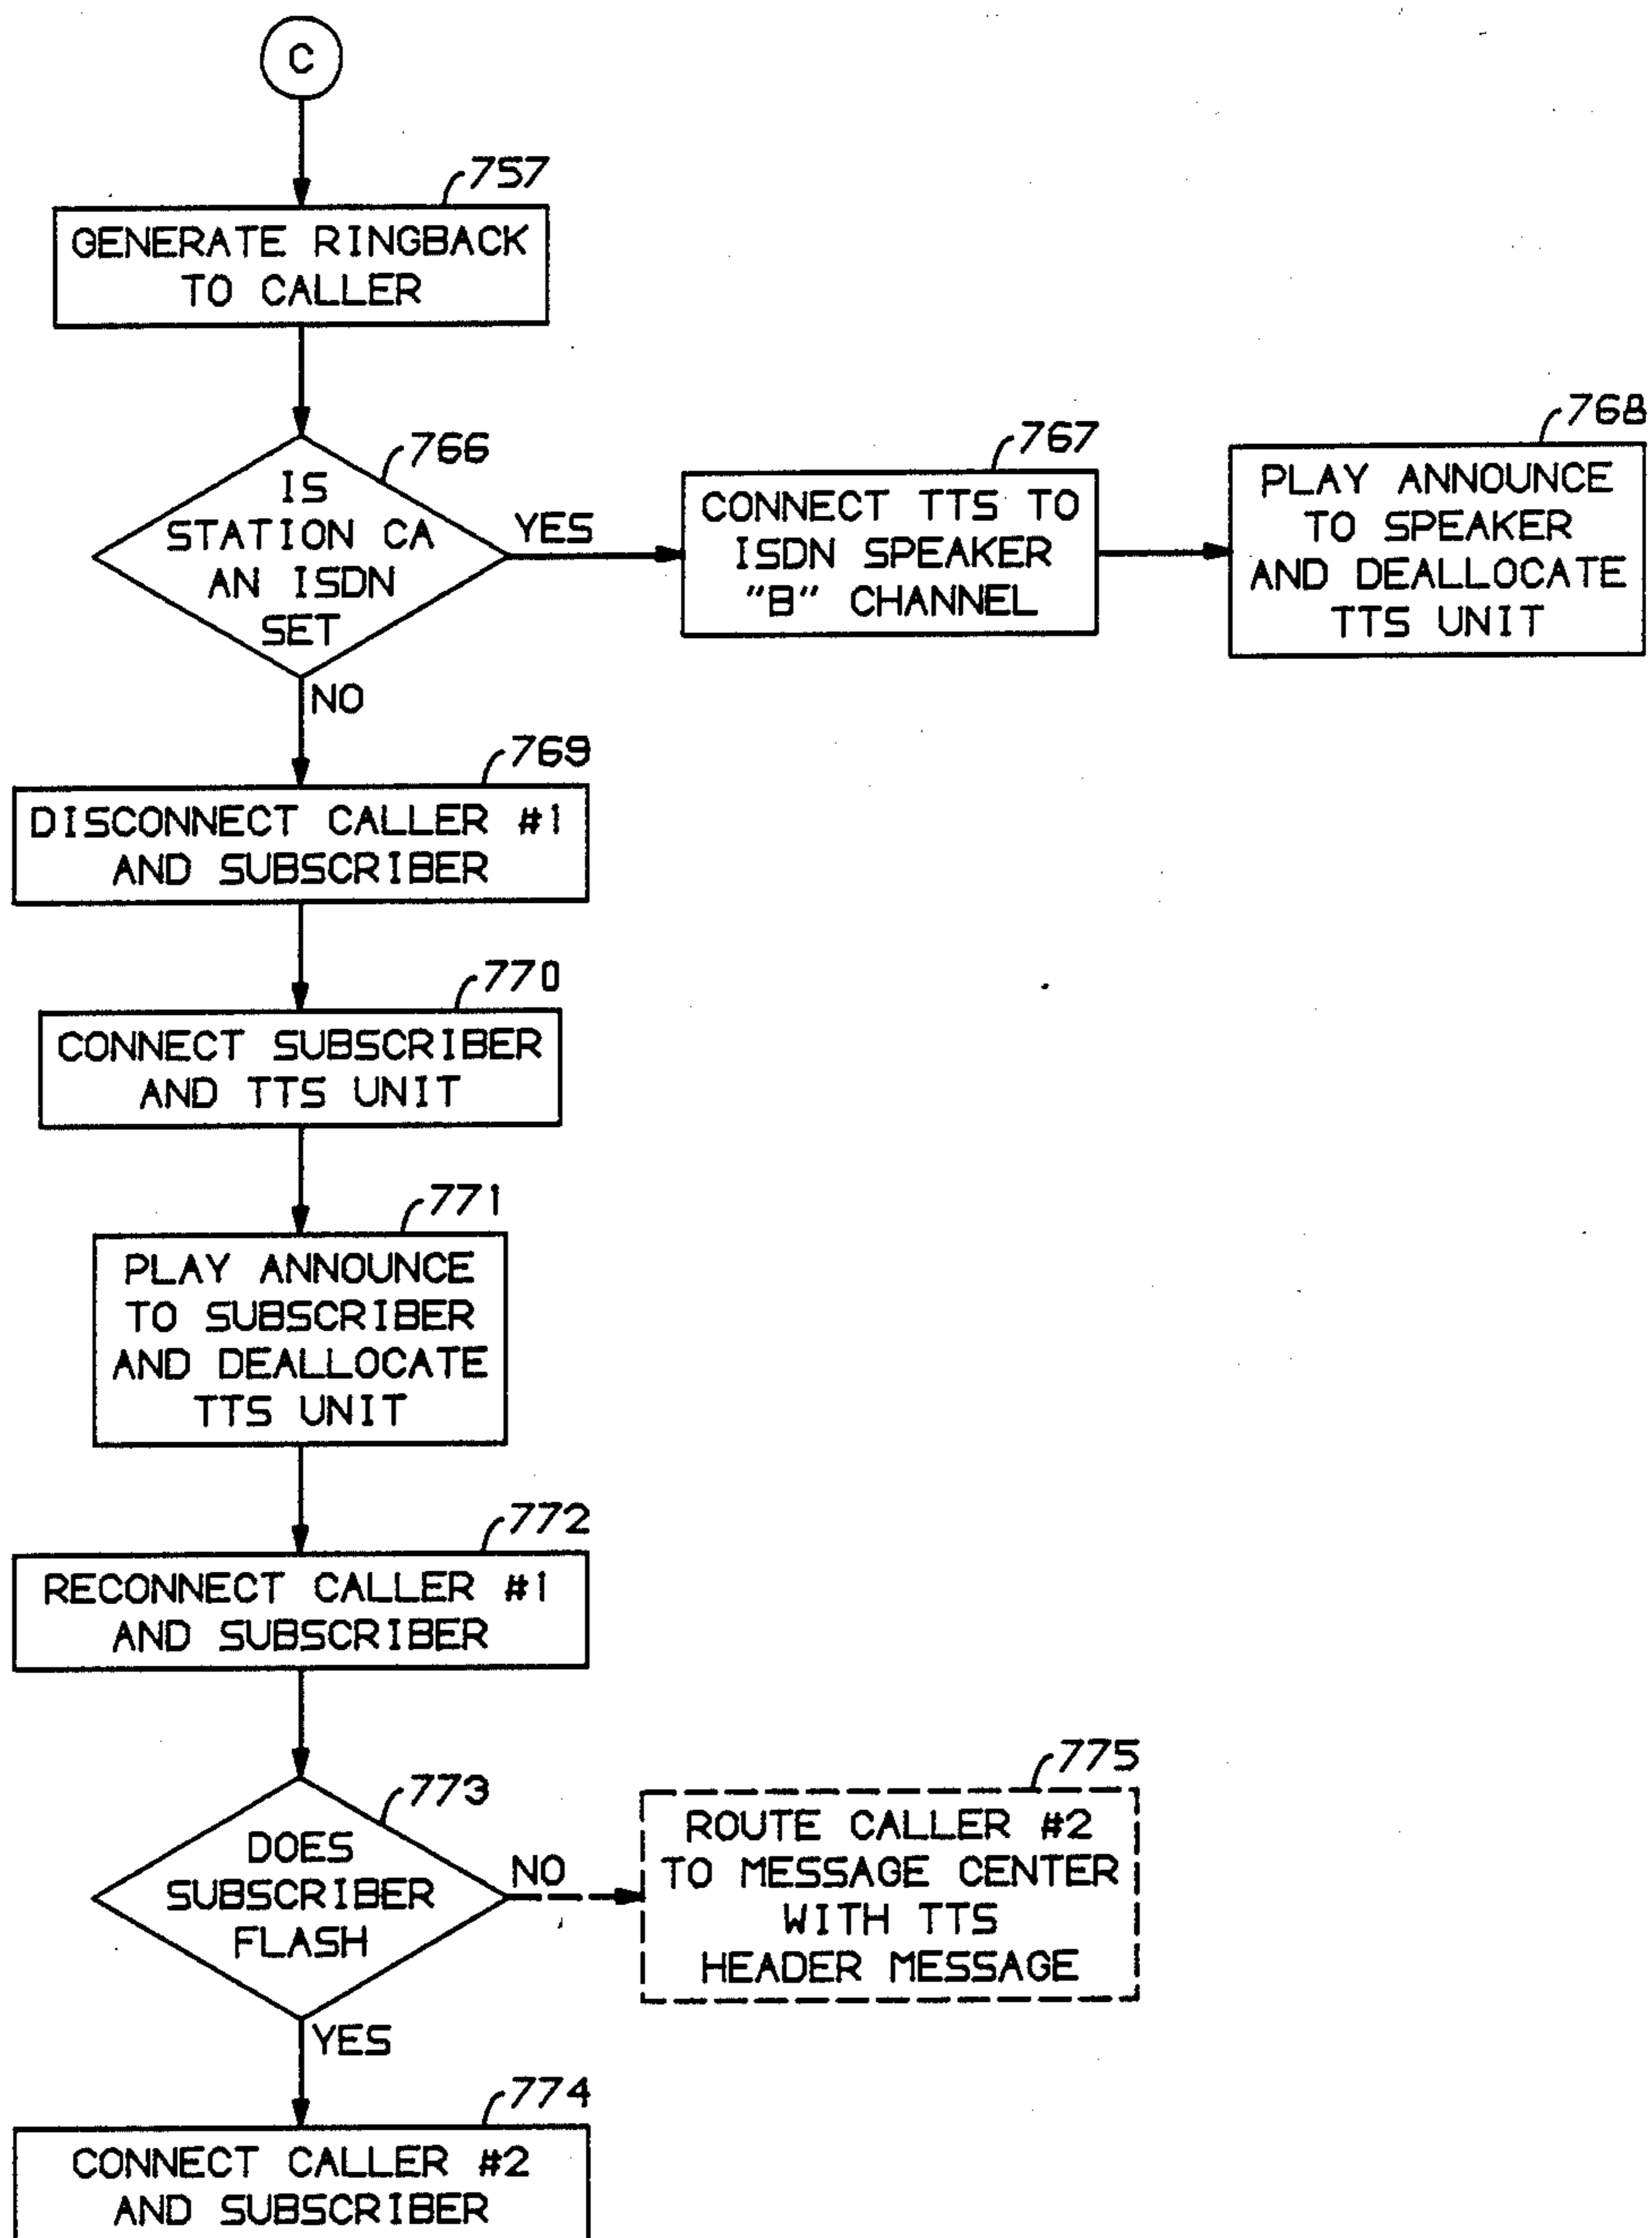 C
757
GENERATE RINGBACK
TO CALLER
766
IS
STATION CA
AN ISDN
SET
YES
NO
767
CONNECT TTS TO
ISDN SPEAKER
"B" CHANNEL
768
PLAY ANNOUNCE
TO SPEAKER
AND DEALLOCATE
TTS UNIT
769
DISCONNECT CALLER #1
AND SUBSCRIBER
770
CONNECT SUBSCRIBER
AND TTS UNIT
771
PLAY ANNOUNCE
TO SUBSCRIBER
AND DEALLOCATE
TTS UNIT
772
RECONNECT CALLER #1
AND SUBSCRIBER
773
DOES
SUBSCRIBER
FLASH
NO
YES
775
ROUTE CALLER #2
TO MESSAGE CENTER
WITH TTS
HEADER MESSAGE
774
CONNECT CALLER #2
AND SUBSCRIBER